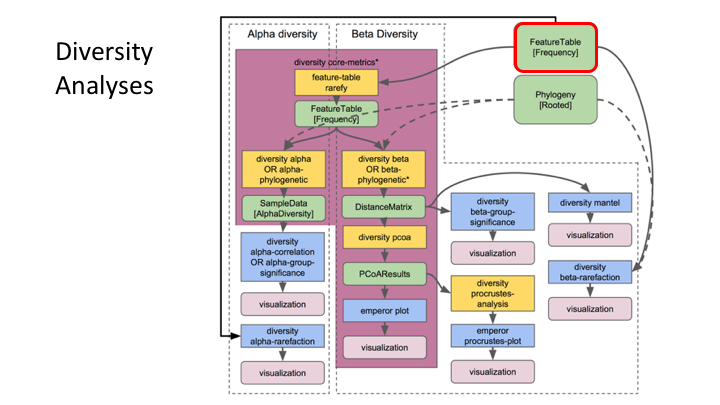 Diversity
Analyses
Alpha diversity
Beta Diversity
FeatureTable
[Frequency]
Phylogeny
[Rooted]
diversity core-metrics*
feature-table
rarefy
FeatureTable
[Frequency]
diversity alpha
OR alpha-
phylogenetic
SampleData
[AlphaDiversity]
diversity
alpha-correlation
OR alpha-group-
significance
visualization
diversity
alpha-rarefaction
visualization
diversity beta
OR beta-
phylogenetic*
DistanceMatrix
diversity pcoa
PCoAResults
emperor plot
visualization
diversity
beta-group-
significance
visualization
diversity
procrustes-
analysis
emperor
procrustes-plot
visualization
diversity mantel
visualization
diversity
beta-rarefaction
visualization